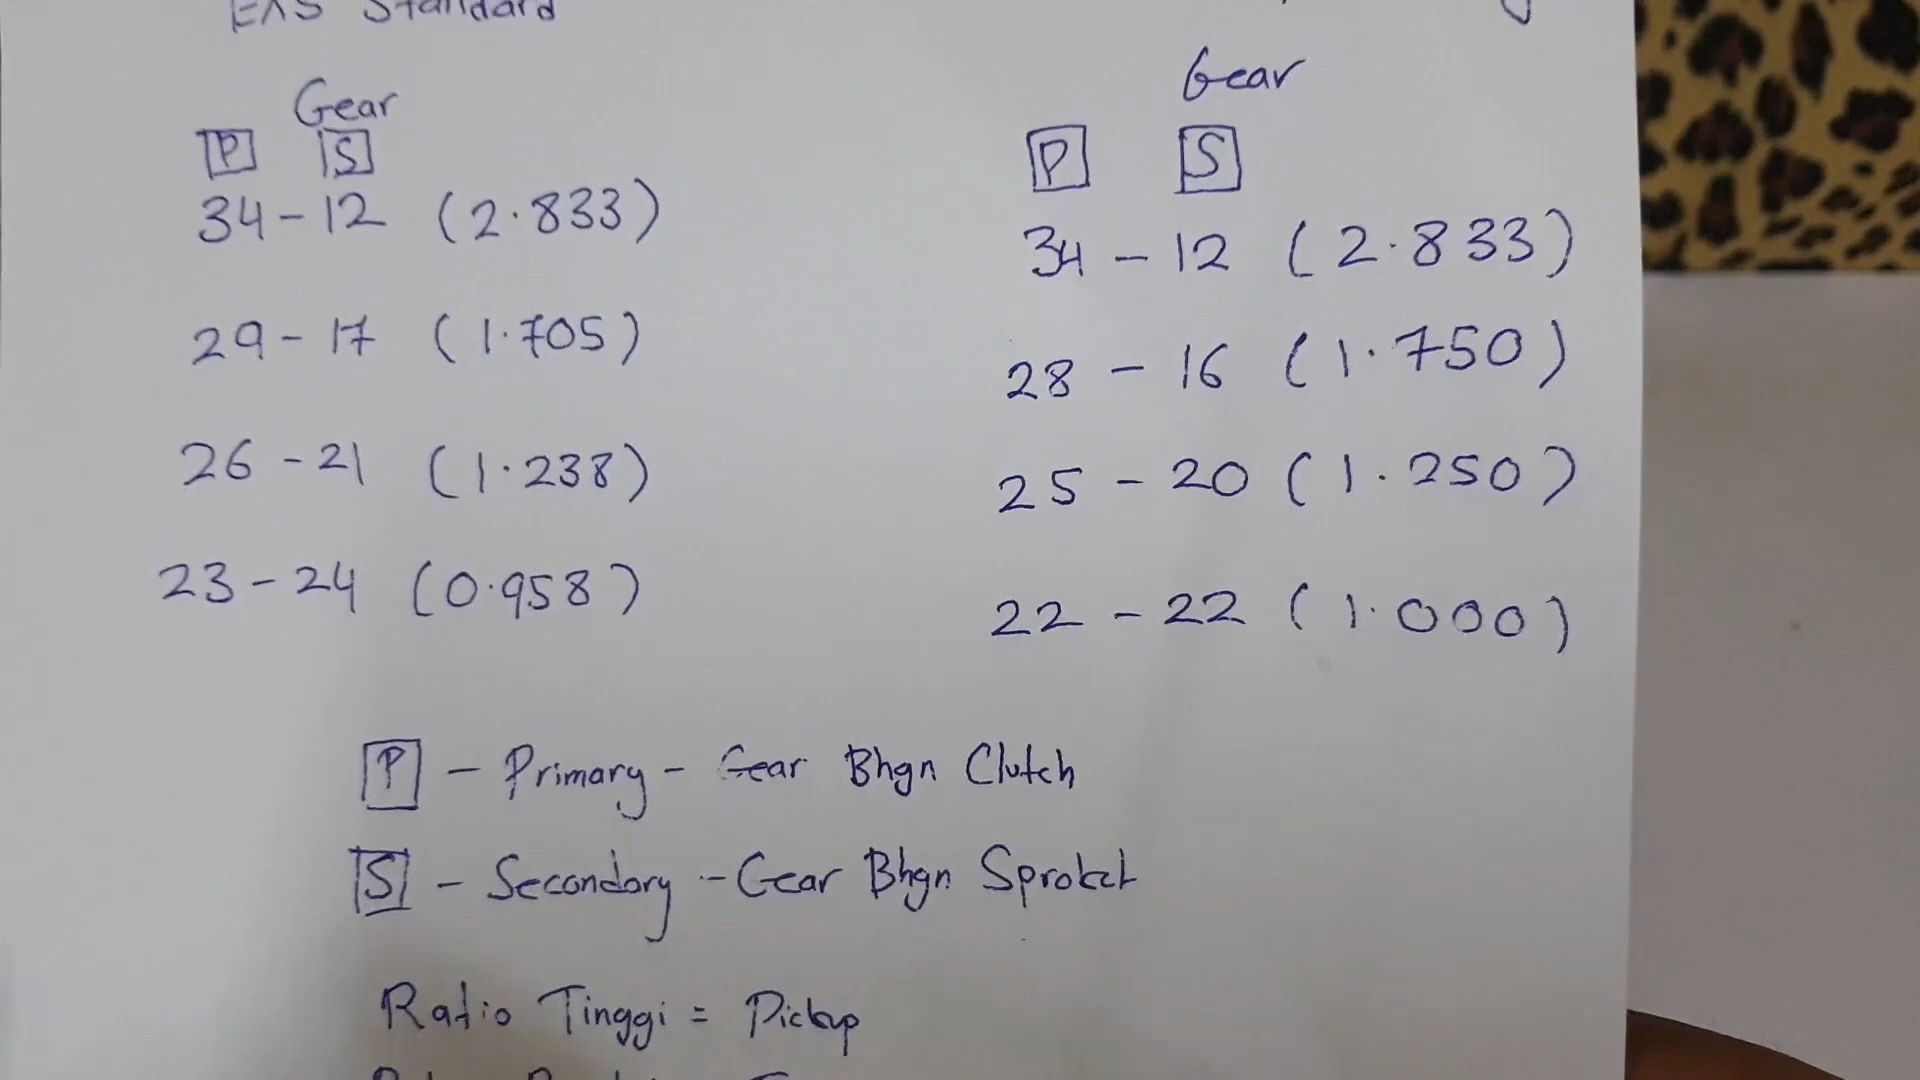 EX5 Standard
Gear
P S
34-12 (2.833)
29-17 (1.705)
26-21 (1.238)
23-24 (0.958)
Gear
P S
34-12 (2.833)
28-16 (1.750)
25-20 (1.250)
22-22 (1.000)
P - Primary - Gear Bhgn Clutch
S - Secondary - Gear Bhgn Sproket
Ratio Tinggi = Pickup